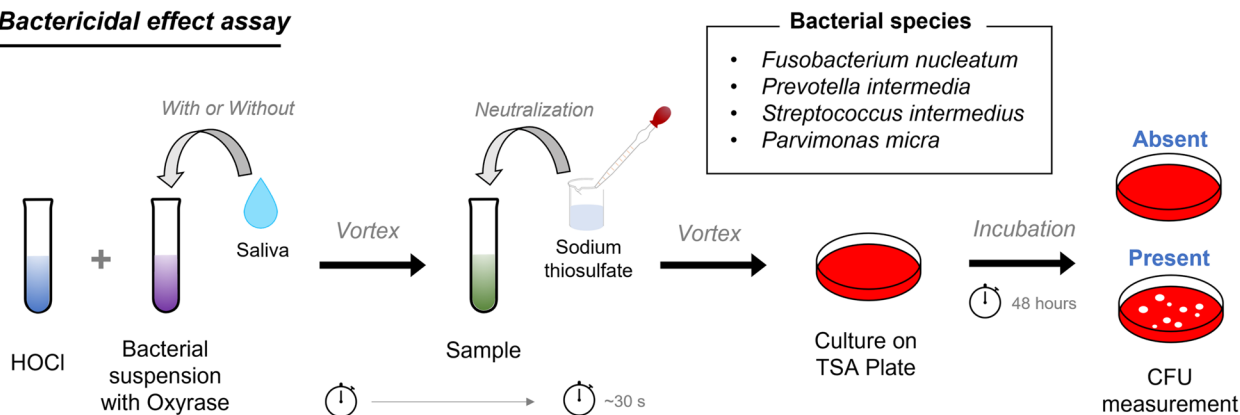 Bactericidal effect assay
Bacterial species
• Fusobacterium nucleatum
• Prevotella intermedia
• Streptococcus intermedius
• Parvimonas micra
With or Without
Neutralization
Absent
Saliva
Vortex
Sodium
thiosulfate
Vortex
Incubation
48 hours
Present
HOCl
+
Bacterial
suspension
with Oxyrase
Sample
~30 s
Culture on
TSA Plate
CFU
measurement